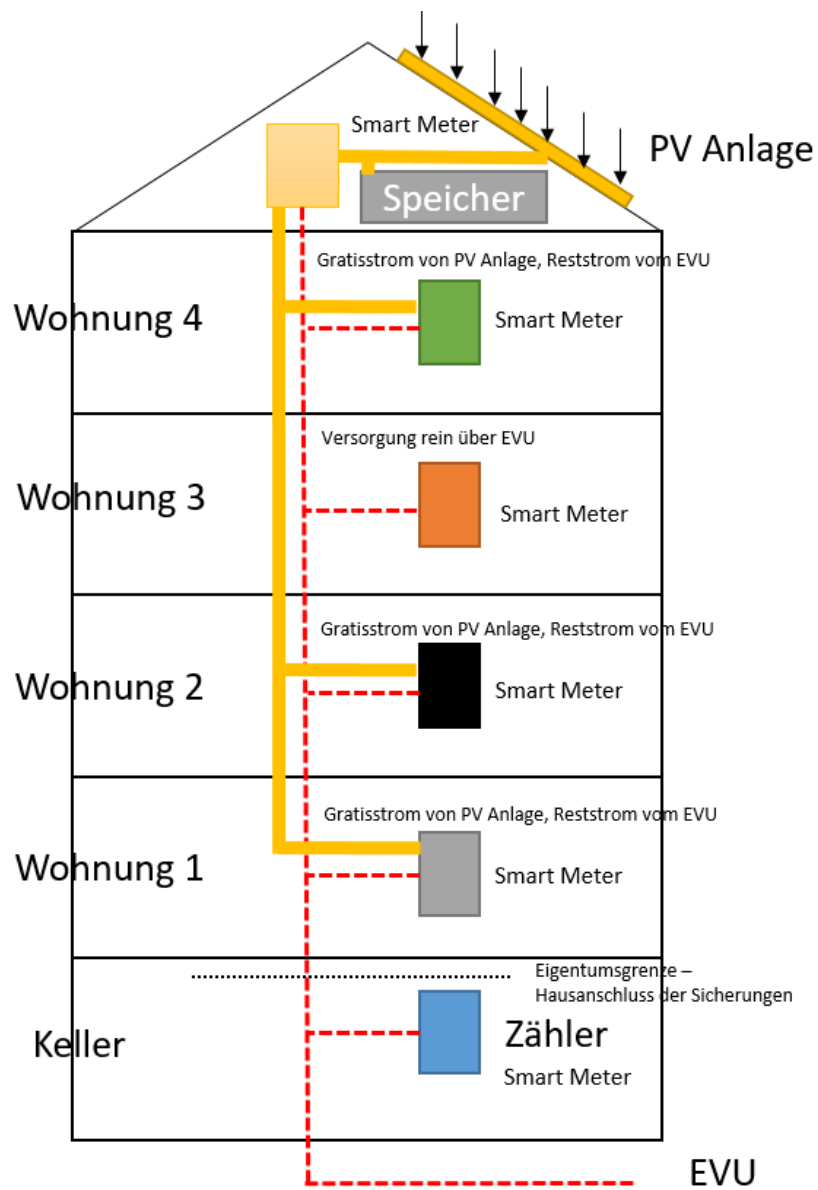 Smart Meter
PV Anlage
Speicher
Gratisstrom von PV Anlage, Reststrom vom EVU
Wohnung 4
Smart Meter
Versorgung rein über EVU
Wohnung 3
Smart Meter
Gratisstrom von PV Anlage, Reststrom vom EVU
Wohnung 2
Smart Meter
Gratisstrom von PV Anlage, Reststrom vom EVU
Wohnung 1
Smart Meter
Eigentumsgrenze –
Hausanschluss der Sicherungen
Keller
Zähler
Smart Meter
EVU